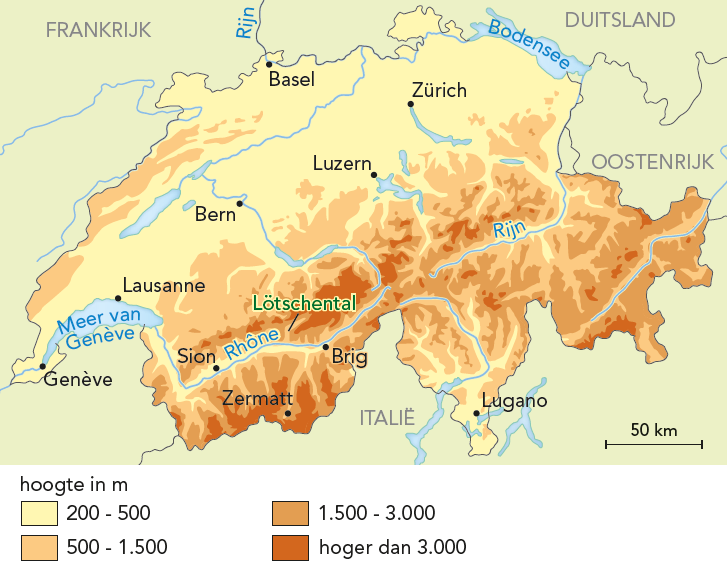 FRANKRIJK
Rijn
DUITSLAND
Bodensee
Basel
Zürich
OOSTENRIJK
Luzern
Bern
Rijn
Lausanne
Lötschental
Meer van
Genève
Rhône
Sion
Brig
Genève
Zermatt
ITALIË
Lugano
50 km
hoogte in m
200 - 500
1.500 - 3.000
500 - 1.500
hoger dan 3.000